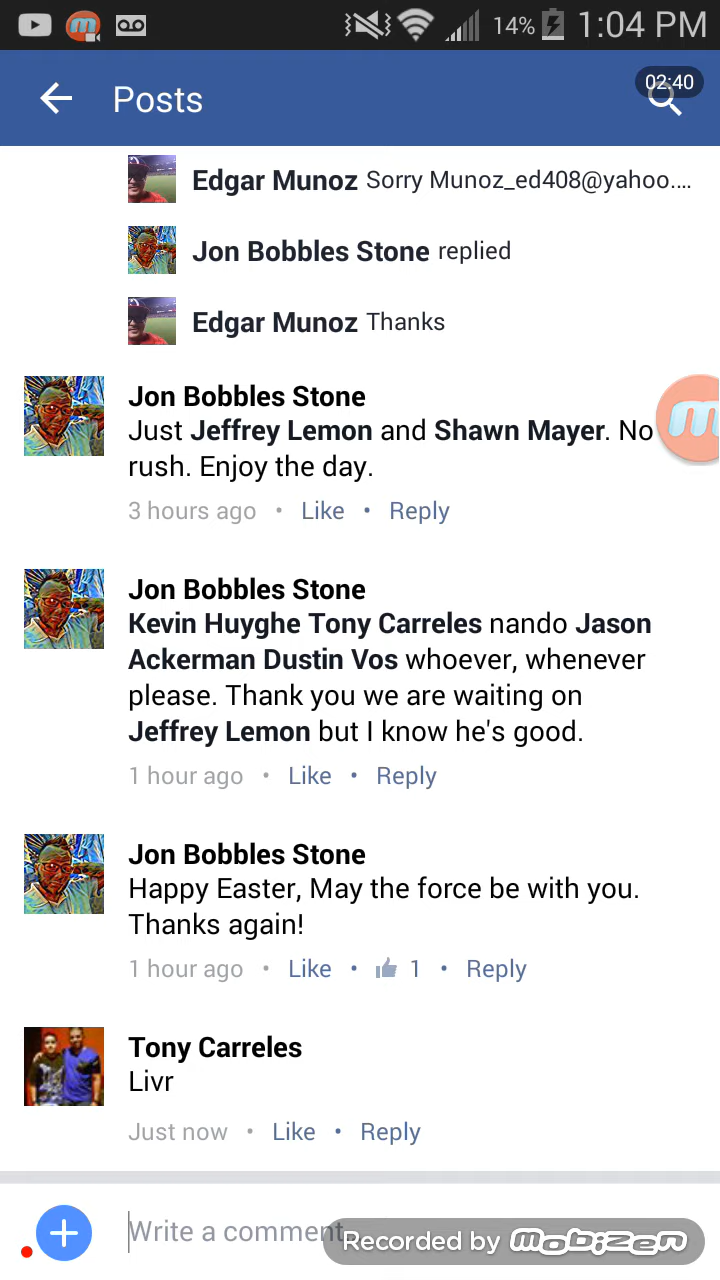 14% 1:04 PM
Posts
02:40
Edgar Munoz Sorry Munoz_ed408@yahoo....
Jon Bobbles Stone replied
Edgar Munoz Thanks
Jon Bobbles Stone
Just Jeffrey Lemon and Shawn Mayer. No
rush. Enjoy the day.
3 hours ago • Like • Reply
Jon Bobbles Stone
Kevin Huyghe Tony Carreles nando Jason
Ackerman Dustin Vos whoever, whenever
please. Thank you we are waiting on
Jeffrey Lemon but I know he's good.
1 hour ago • Like • Reply
Jon Bobbles Stone
Happy Easter, May the force be with you.
Thanks again!
1 hour ago • Like • 1 • Reply
Tony Carreles
Livr
Just now • Like • Reply
Write a comment...
Recorded by mobizen